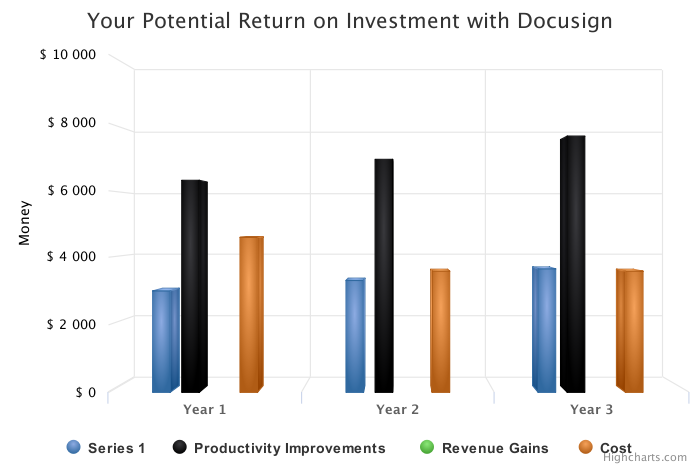 Your Potential Return on Investment with Docusign
$ 10 000
$ 8 000
$ 6 000
$ 4 000
$ 2 000
$ 0
Money
Year 1
Year 2
Year 3
Series 1
Productivity Improvements
Revenue Gains
Cost
Highcharts.com